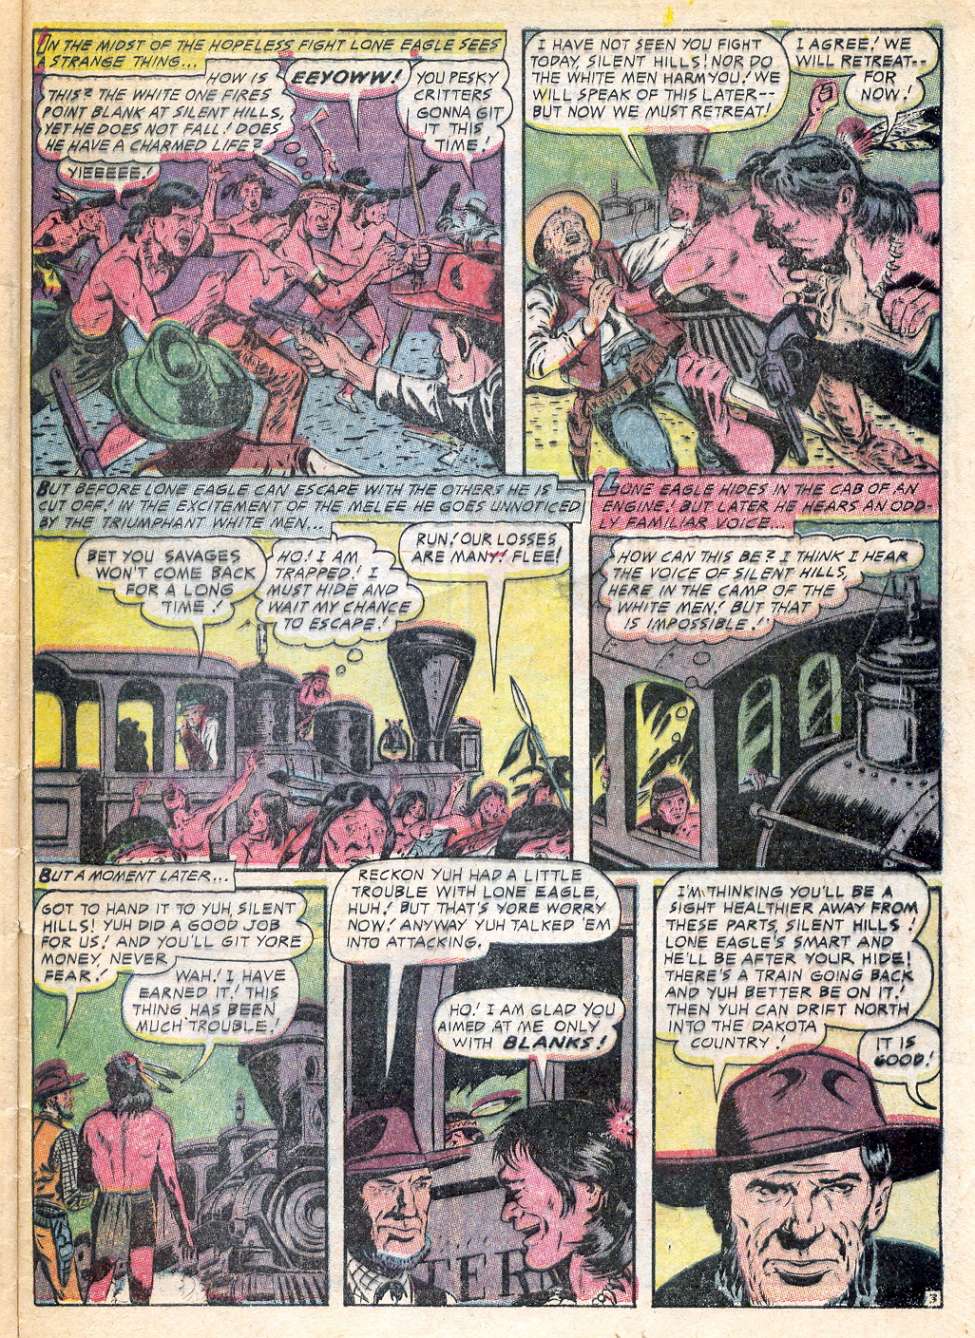 IN THE MIDST OF THE HOPELESS FIGHT LONE EAGLE SEES
A STRANGE THING...
HOW IS
THIS? THE WHITE ONE FIRES
POINT BLANK AT SILENT HILLS,
YET HE DOES NOT FALL! DOES
HE HAVE A CHARMED LIFE?
YIEEEEE!
EEYOWW!
YOU PESKY
CRITTERS
GONNA GIT
IT THIS
TIME!
I HAVE NOT SEEN YOU FIGHT
TODAY, SILENT HILLS! NOR DO
THE WHITE MEN HARM YOU! WE
WILL SPEAK OF THIS LATER--
BUT NOW WE MUST RETREAT!
I AGREE! WE
WILL RETREAT--
FOR
NOW!
BUT BEFORE LONE EAGLE CAN ESCAPE WITH THE OTHERS HE IS
CUT OFF! IN THE EXCITEMENT OF THE MELEE HE GOES UNNOTICED
BY THE TRIUMPHANT WHITE MEN...
BET YOU SAVAGES
WON'T COME BACK
FOR A LONG
TIME!
HO! I AM
TRAPPED! I
MUST HIDE AND
WAIT MY CHANCE
TO ESCAPE!
RUN! OUR LOSSES
ARE MANY! FLEE!
LONE EAGLE HIDES IN THE CAB OF AN
ENGINE! BUT LATER HE HEARS AN ODD-
LY FAMILIAR VOICE...
HOW CAN THIS BE? I THINK I HEAR
THE VOICE OF SILENT HILLS,
HERE IN THE CAMP OF THE
WHITE MEN! BUT THAT
IS IMPOSSIBLE!
BUT A MOMENT LATER...
GOT TO HAND IT TO YUH, SILENT
HILLS! YUH DID A GOOD JOB
FOR US! AND YOU'LL GIT YORE
MONEY, NEVER
FEAR!
WAH! I HAVE
EARNED IT! THIS
THING HAS BEEN
MUCH TROUBLE!
RECKON YUH HAD A LITTLE
TROUBLE WITH LONE EAGLE,
HUH! BUT THAT'S YORE WORRY
NOW! ANYWAY YUH TALKED 'EM
INTO ATTACKING.
HO! I AM GLAD YOU
AIMED AT ME ONLY
WITH BLANKS!
TER
I'M THINKING YOU'LL BE A
SIGHT HEALTHIER AWAY FROM
THESE PARTS, SILENT HILLS!
LONE EAGLE'S SMART AND
HE'LL BE AFTER YOUR HIDE!
THERE'S A TRAIN GOING BACK
AND YUH BETTER BE ON IT!
THEN YUH CAN DRIFT NORTH
INTO THE DAKOTA
COUNTRY!
IT IS
GOOD!
3